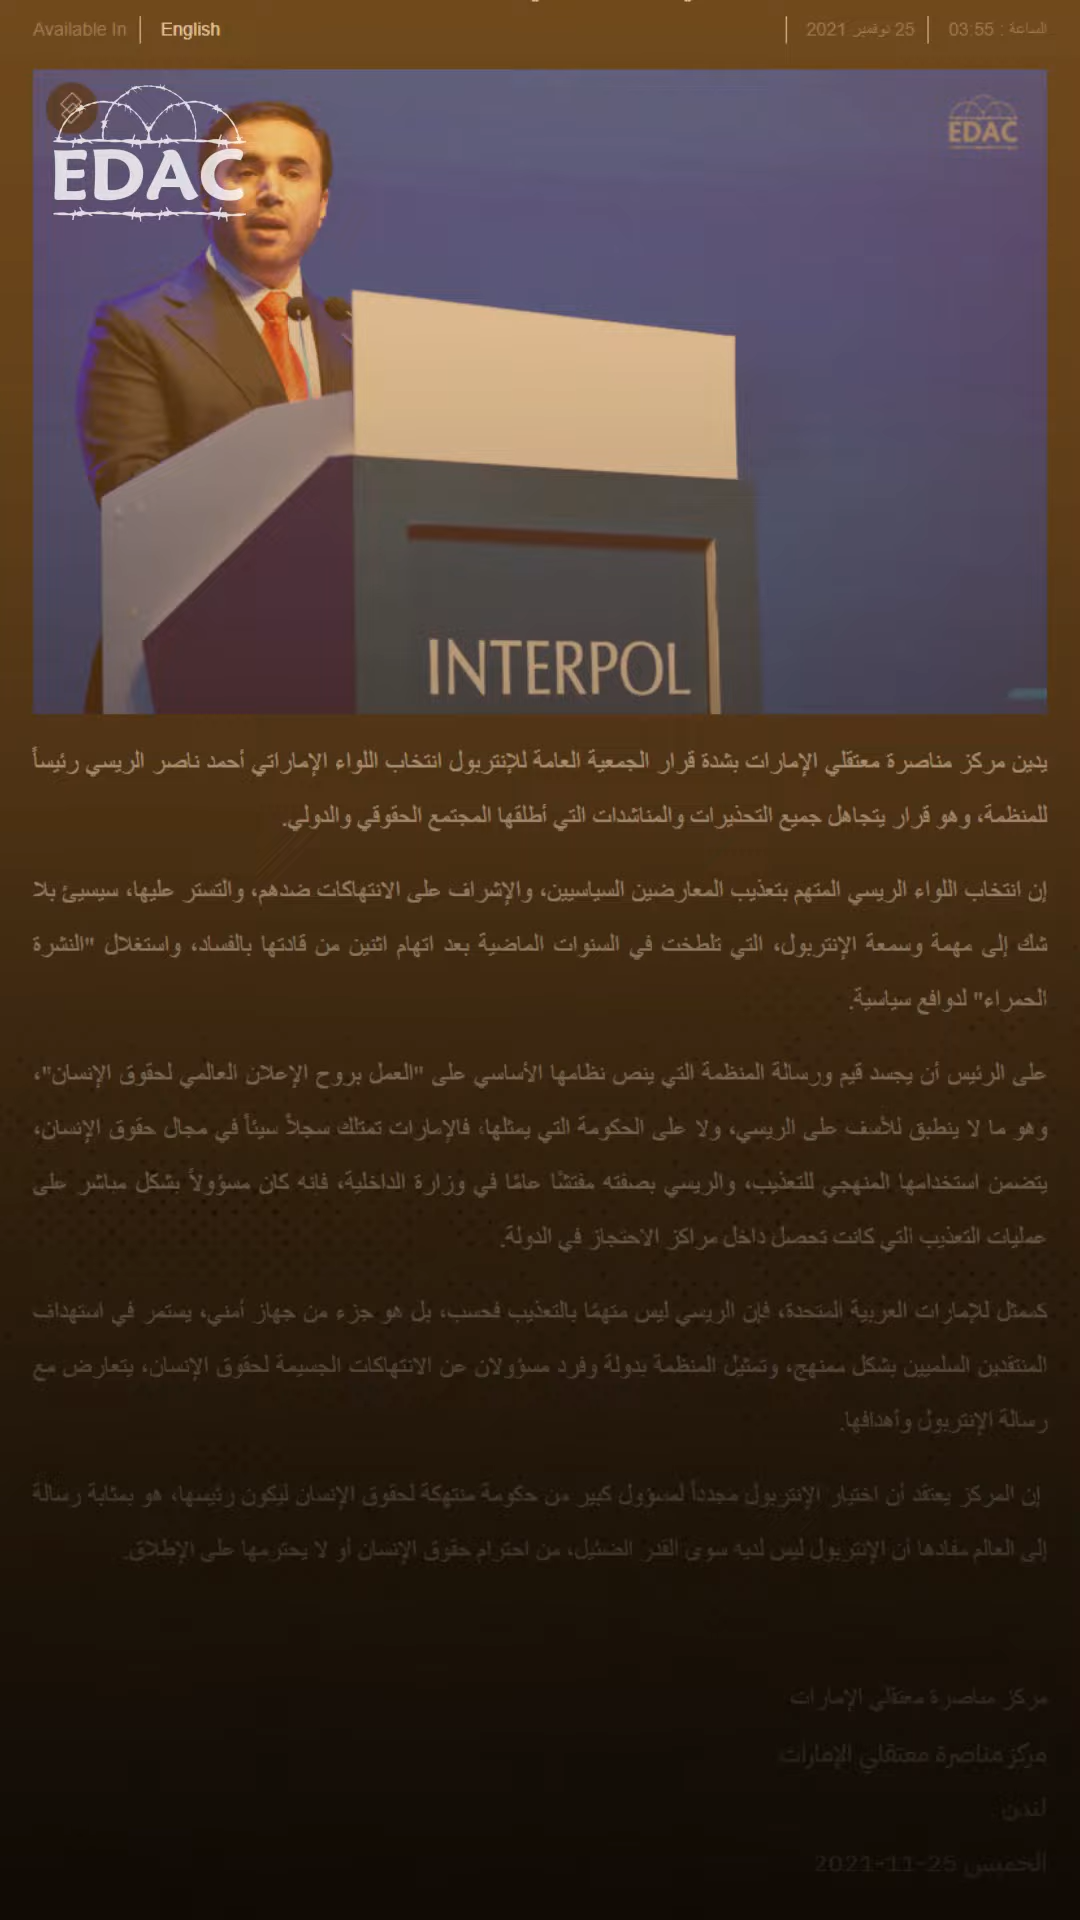 Available In | English
الساعة : 03:55 | 25 نوفمبر 2021 |
EDAC
EDAC
INTERPOL
يدين مركز مناصرة معتقلي الإمارات بشدة قرار الجمعية العامة للإنتربول انتخاب اللواء الإماراتي أحمد ناصر الريسي رئيساً
للمنظمة، وهو قرار يتجاهل جميع التحذيرات والمناشدات التي أطلقها المجتمع الحقوقي والدولي.
إن انتخاب اللواء الريسي المتهم بتعذيب المعارضين السياسيين، والإشراف على الانتهاكات ضدهم، والتستر عليها، سيسيئ بلا
شك إلى مهمة وسمعة الإنتربول، التي تلطخت في السنوات الماضية بعد اتهام اثنين من قادتها بالفساد، واستغلال "النشرة
الحمراء" لدوافع سياسية.
على الرئيس أن يجسد قيم ورسالة المنظمة التي ينص نظامها الأساسي على "العمل بروح الإعلان العالمي لحقوق الإنسان"،
وهو ما لا ينطبق للأسف على الريسي، ولا على الحكومة التي يمثلها، فالإمارات تمتلك سجلاً سيئاً في مجال حقوق الإنسان،
يتضمن استخدامها المنهجي للتعذيب، والريسي بصفته مفتشًا عامًا في وزارة الداخلية، فإنه كان مسؤولاً بشكل مباشر على
عمليات التعذيب التي كانت تحصل داخل مراكز الاحتجاز في الدولة.
كممثل للإمارات العربية المتحدة، فإن الريسي ليس متهمًا بالتعذيب فحسب، بل هو جزء من جهاز أمني، يستمر في استهداف
المنتقدين السلميين بشكل ممنهج، وتمثيل المنظمة بدولة وفرد مسؤولان عن الانتهاكات الجسيمة لحقوق الإنسان، يتعارض مع
رسالة الإنتربول وأهدافها.
إن المركز يعتقد أن اختيار الإنتربول مجدداً لمسؤول كبير من حكومة منتهكة لحقوق الإنسان ليكون رئيسها، هو بمثابة رسالة
إلى العالم مفادها أن الإنتربول ليس لديه سوى القدر الضئيل، من احترام حقوق الإنسان أو لا يحترمها على الإطلاق.
مركز مناصرة معتقلي الإمارات
مركز مناصرة معتقلي الإمارات
لندن
الخميس 25-11-2021